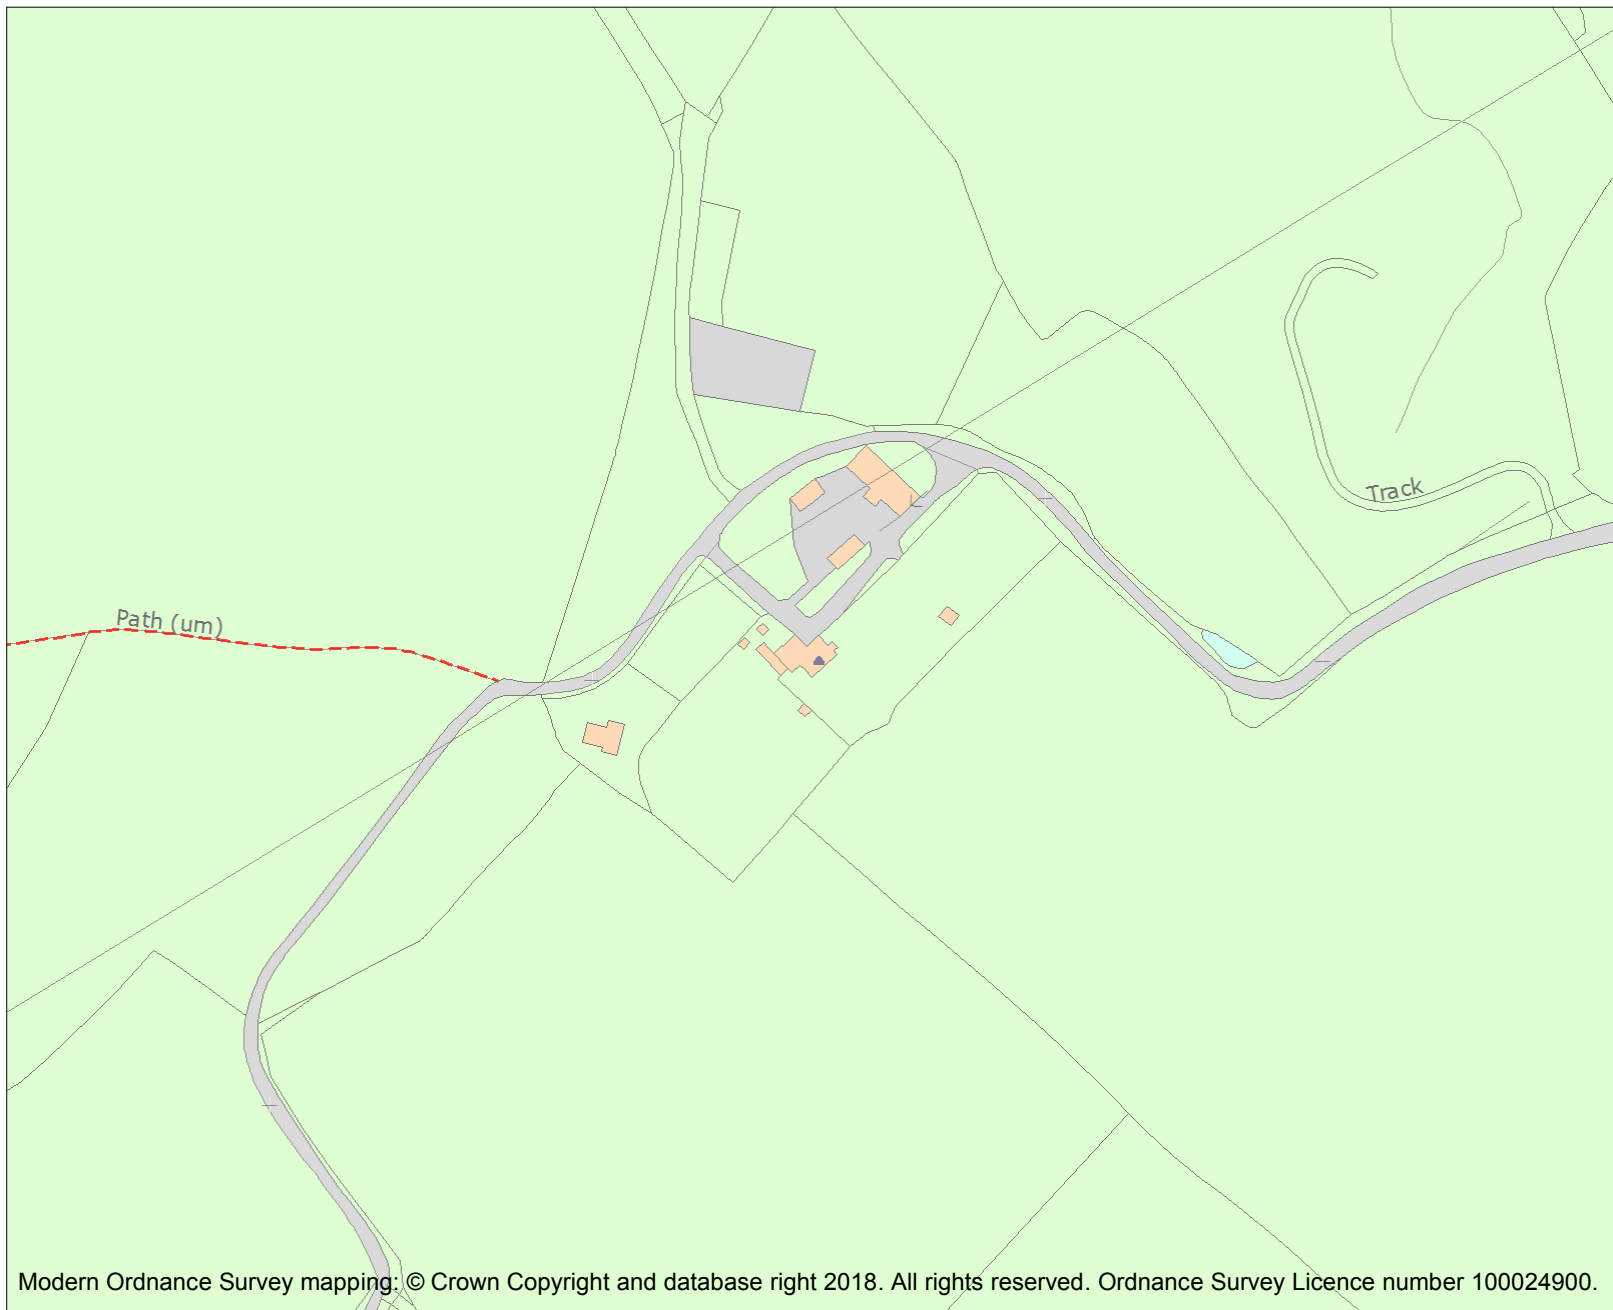 Track
Path (um)
Modern Ordnance Survey mapping: © Crown Copyright and database right 2018. All rights reserved. Ordnance Survey Licence number 100024900.